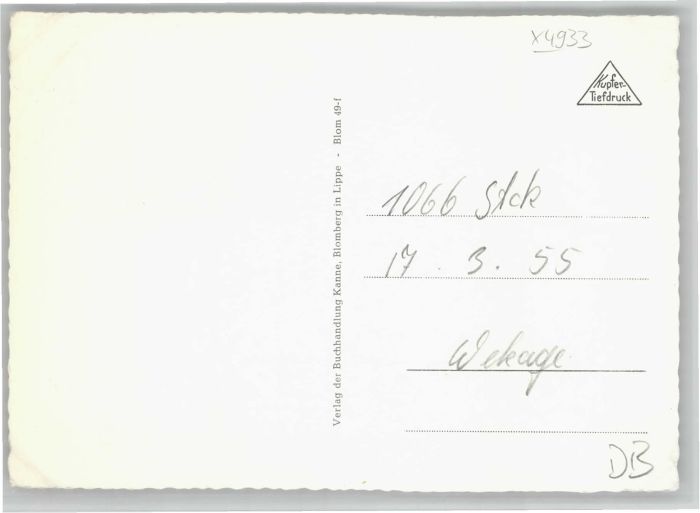 x4933
Kupfer-
Tiefdruck
1066 Stck
17. 3. 55
Wekage
DB
Verlag der Buchhandlung Kanne, Blomberg in Lippe - Blom 49-f